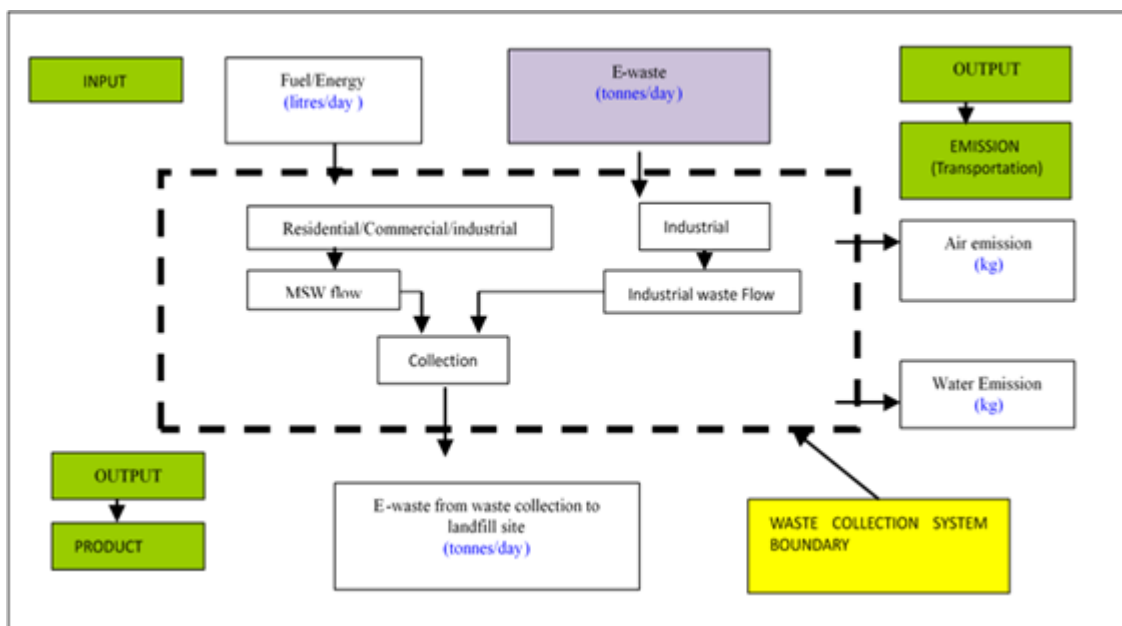 INPUT
Fuel/Energy
(litres/day )
E-waste
(tonnes/day)
OUTPUT
EMISSION
(Transportation)
Residential/Commercial/industrial
Industrial
Air emission
(kg)
MSW flow
Industrial waste Flow
Collection
Water Emission
(kg)
OUTPUT
PRODUCT
E-waste from waste collection to
landfill site
(tonnes/day)
WASTE COLLECTION SYSTEM
BOUNDARY